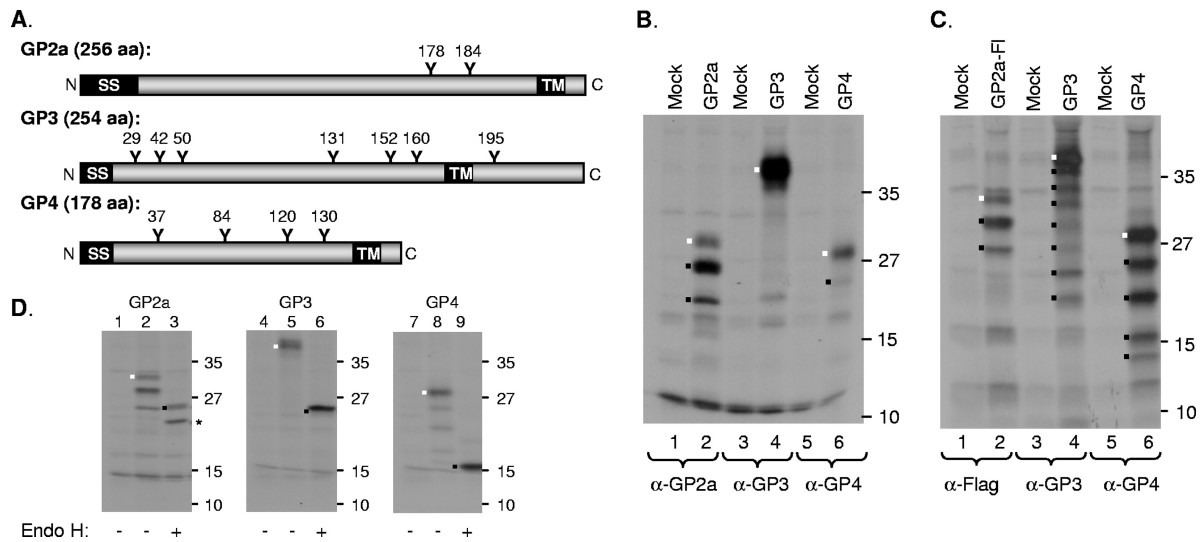 A.
GP2a (256 aa):
178 184
N SS TM C
GP3 (254 aa):
29 42 50 131 152 160 195
N SS TM C
GP4 (178 aa):
37 84 120 130
N SS TM C
B.
Mock GP2a Mock GP3 Mock GP4
35
27
15
10
1 2 3 4 5 6
α-GP2a α-GP3 α-GP4
C.
Mock GP2a-Fl Mock GP3 Mock GP4
35
27
15
10
1 2 3 4 5 6
α-Flag α-GP3 α-GP4
D.
GP2a GP3 GP4
1 2 3 4 5 6 7 8 9
35 35 35
27 27 27
*
15 15 15
10 10 10
Endo H: - - + - - + - - +